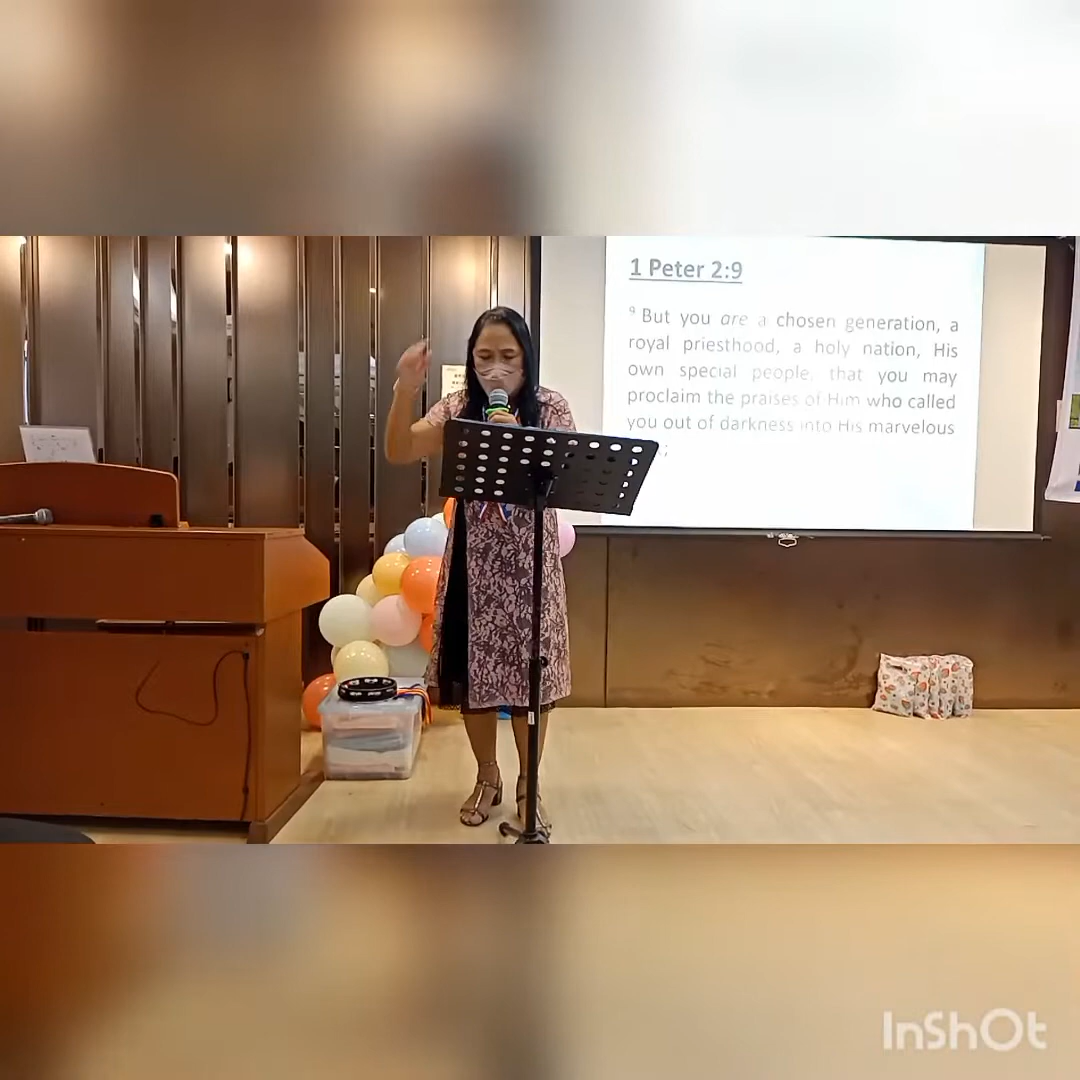 1 Peter 2:9
9 But you are a chosen generation, a
royal priesthood, a holy nation, His
own special people, that you may
proclaim the praises of Him who called
you out of darkness into His marvelous
InShOt